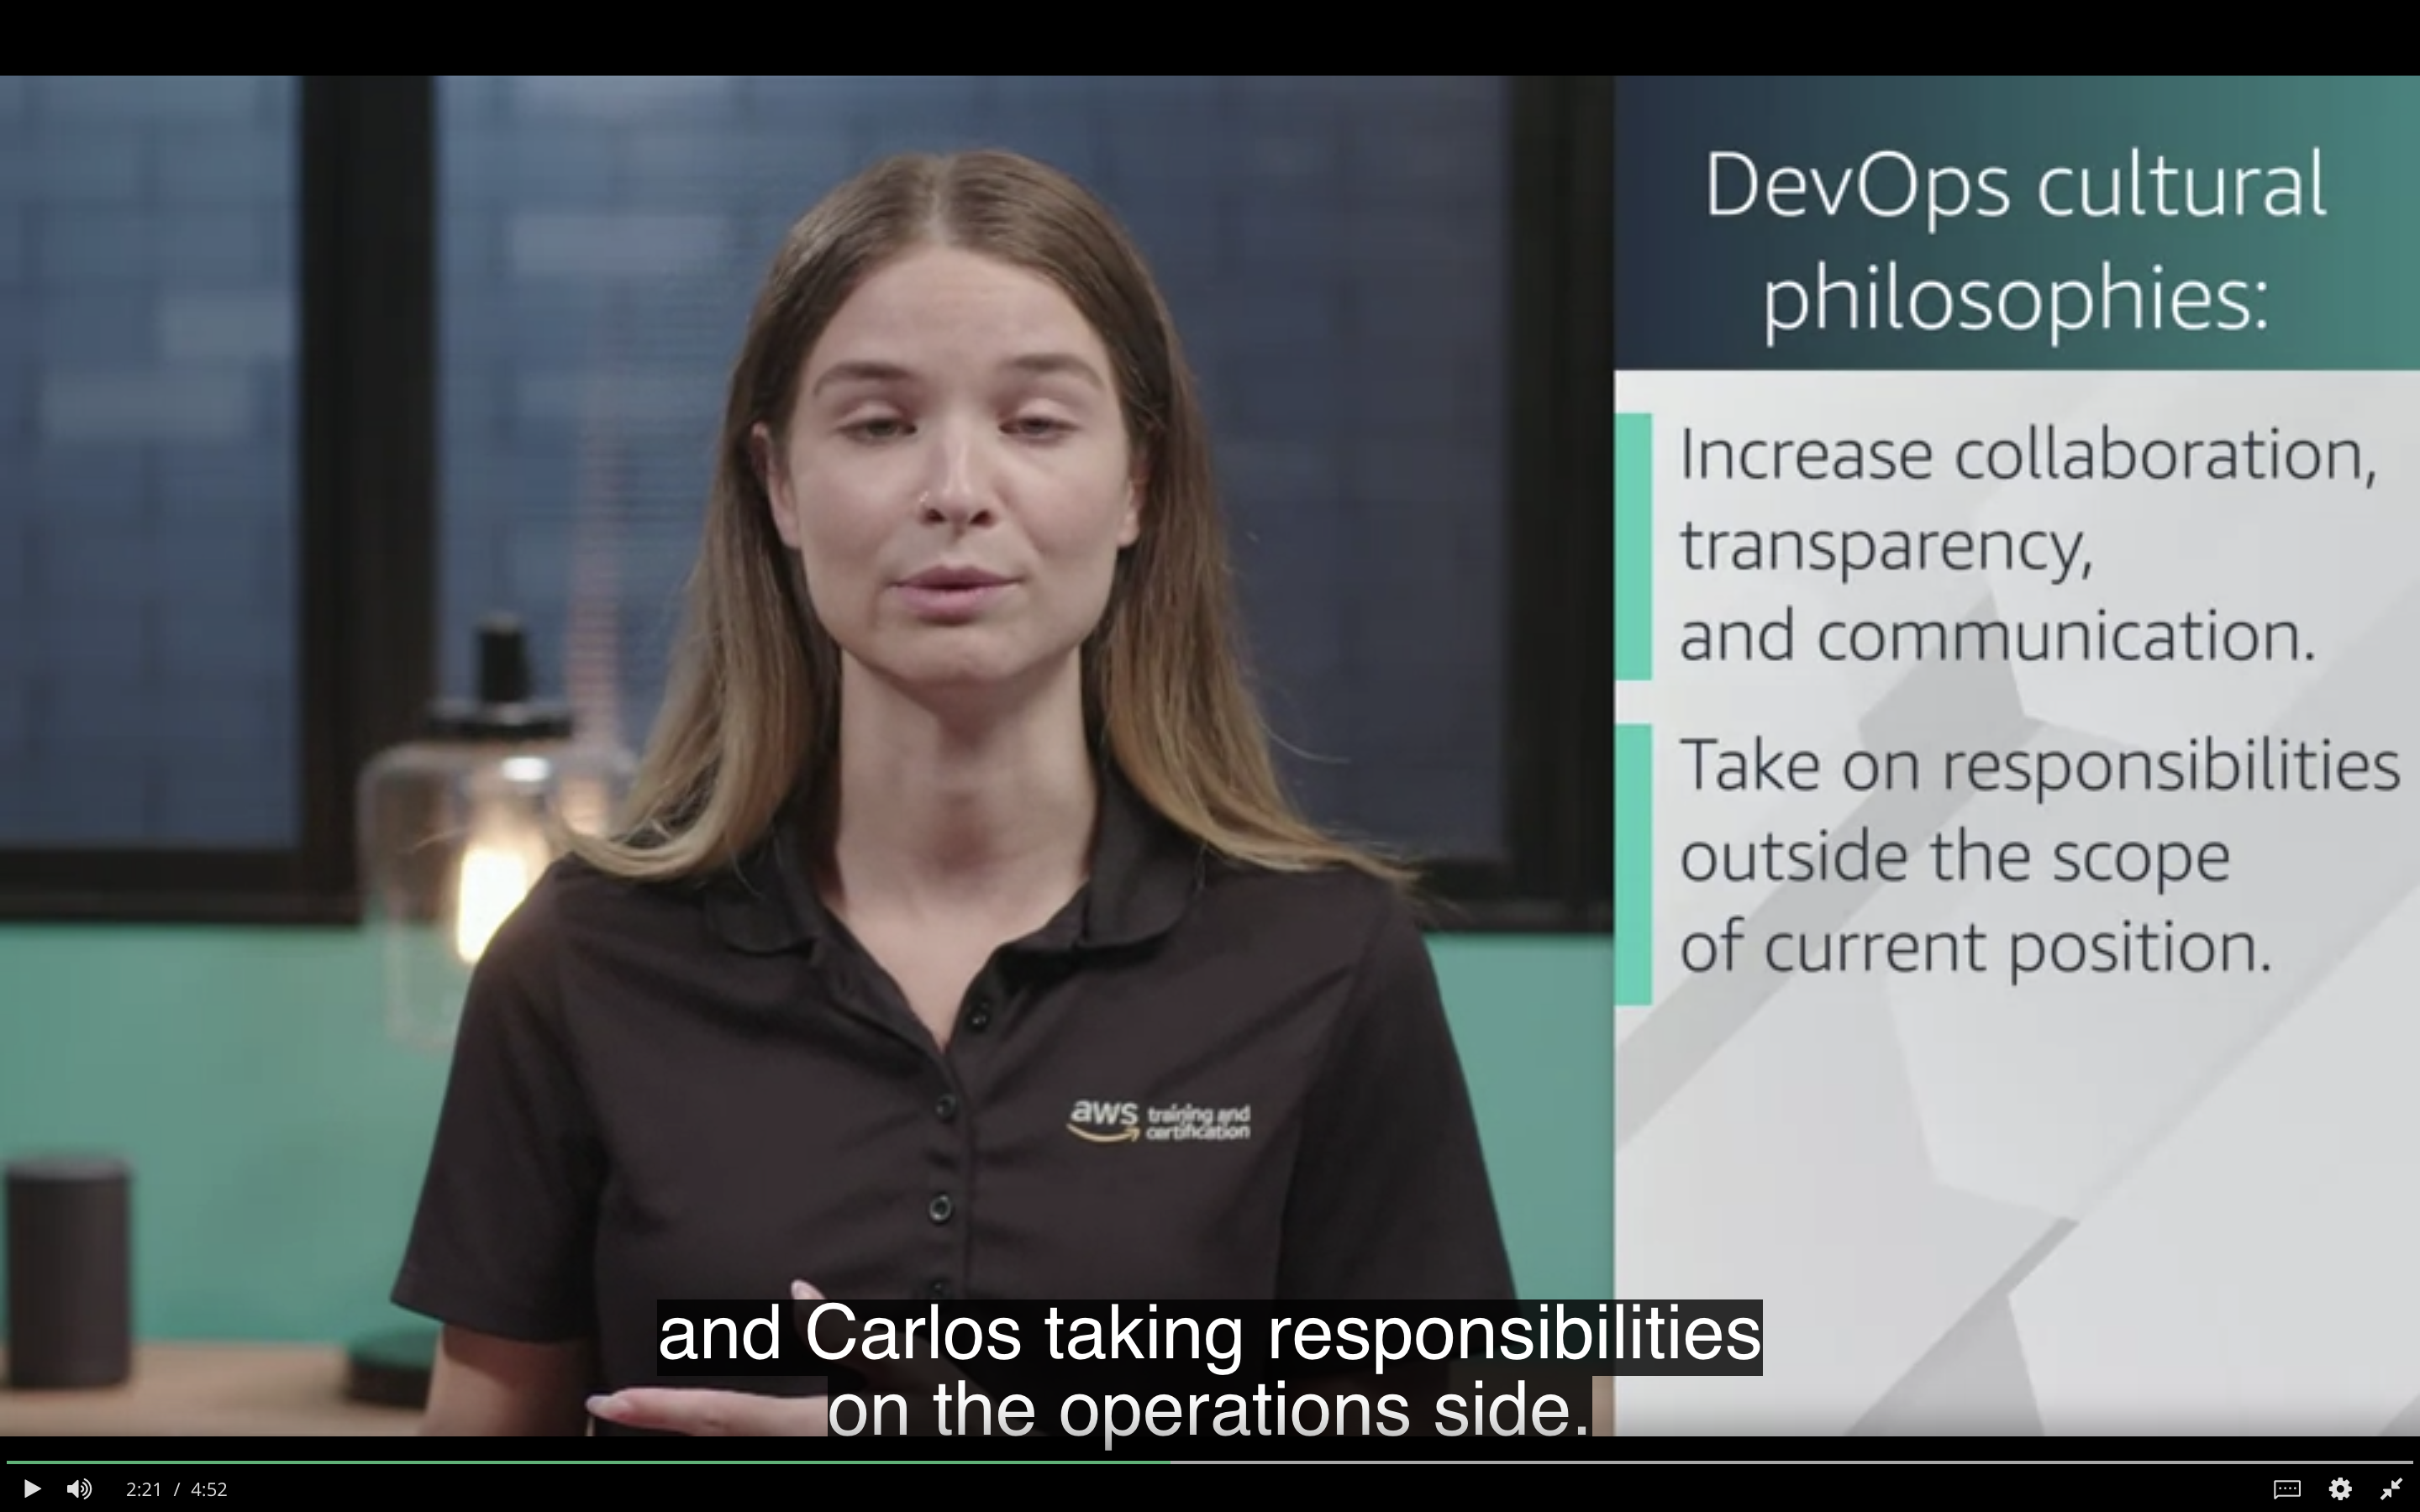 DevOps cultural
philosophies:
Increase collaboration,
transparency,
and communication.
Take on responsibilities
outside the scope
of current position.
aws training and
certification
and Carlos taking responsibilities
on the operations side.
2:21 / 4:52